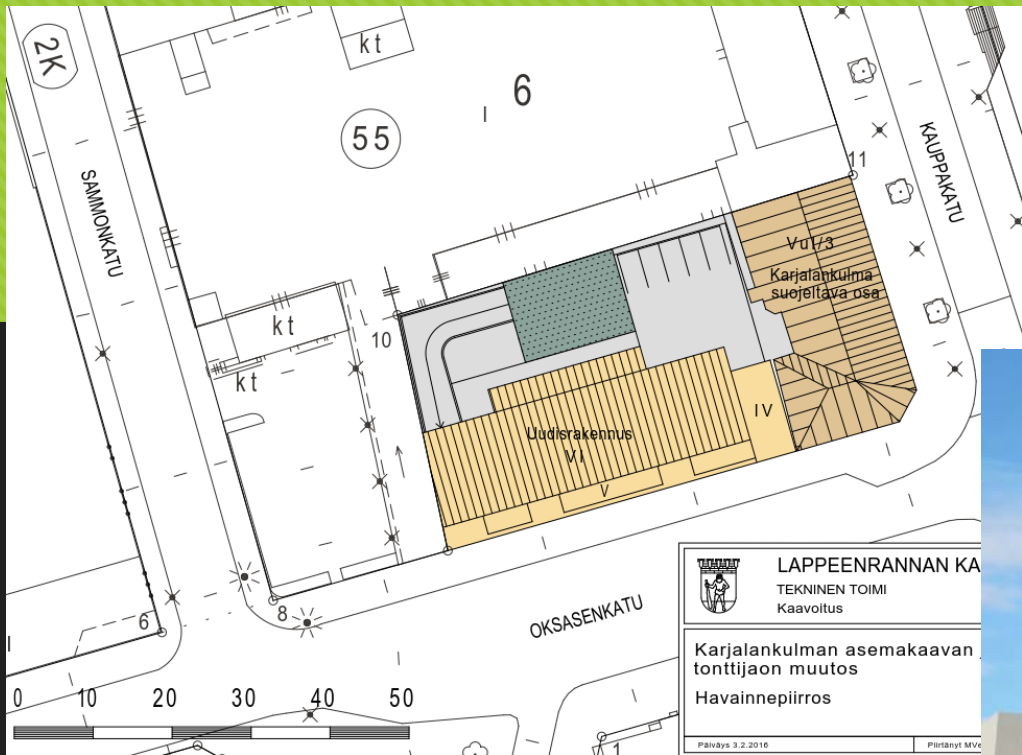 2K
kt
6
I
55
SAMMONKATU
KAUPPAKATU
11
VuI/3
Karjalankulma
suojeltava osa
kt
10
kt
IV
Uudisrakennus
VI
V
8
6
I
OKSASENKATU
LAPPEENRANNAN KA
TEKNINEN TOIMI
Kaavoitus
Karjalankulman asemakaavan
tonttijaon muutos
Havainnepiirros
0 10 20 30 40 50
1
Päiväys 3.2.2016
Piirtänyt MVe